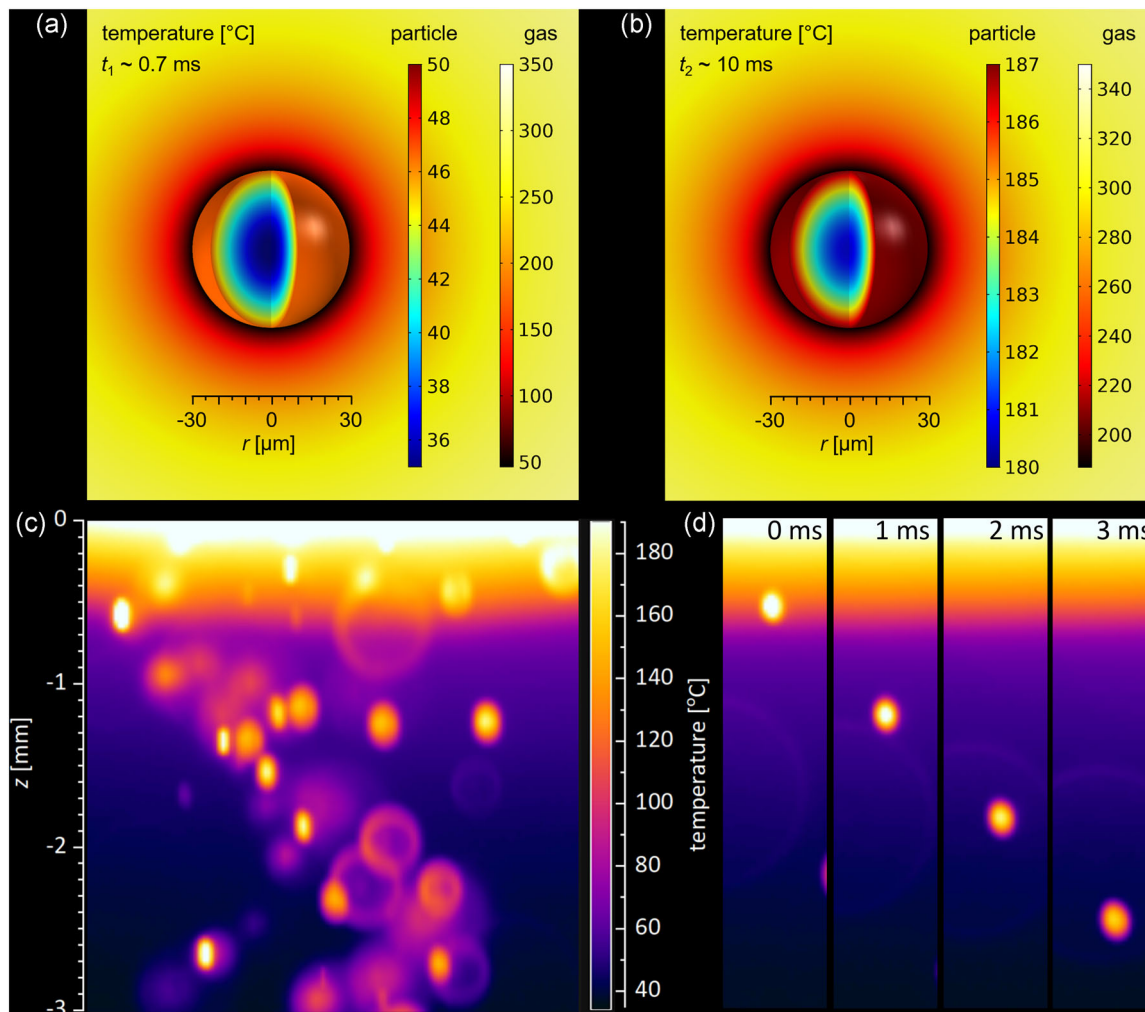 (a)
temperature [°C]
particle
gas
t₁ ~ 0.7 ms
50
48
46
44
42
40
38
36
350
300
250
200
150
100
50
-30
0
30
r [µm]
(b)
temperature [°C]
particle
gas
t₂ ~ 10 ms
187
186
185
184
183
182
181
180
340
320
300
280
260
240
220
200
-30
0
30
r [µm]
(c)
0
-1
-2
-3
z [mm]
180
160
140
120
100
80
60
40
temperature [°C]
(d)
0 ms
1 ms
2 ms
3 ms